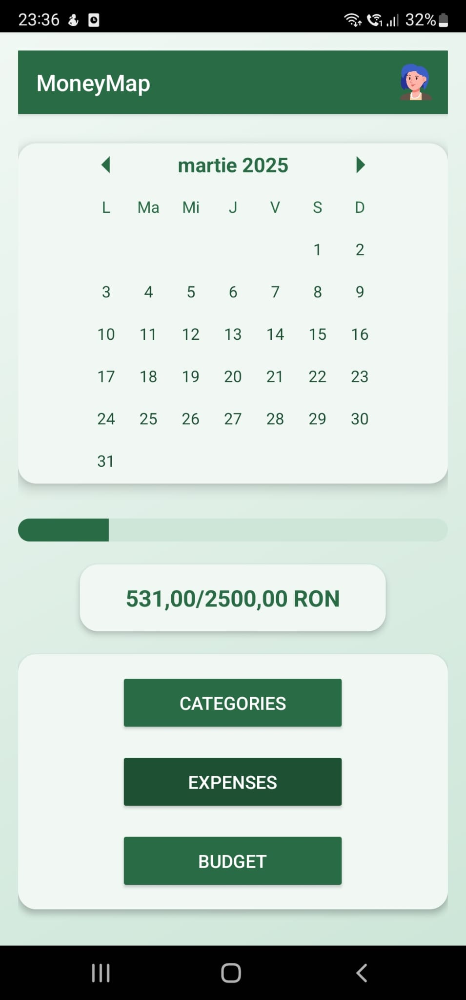 23:36 32%
MoneyMap
martie 2025
L Ma Mi J V S D
1 2
3 4 5 6 7 8 9
10 11 12 13 14 15 16
17 18 19 20 21 22 23
24 25 26 27 28 29 30
31
531,00/2500,00 RON
CATEGORIES
EXPENSES
BUDGET